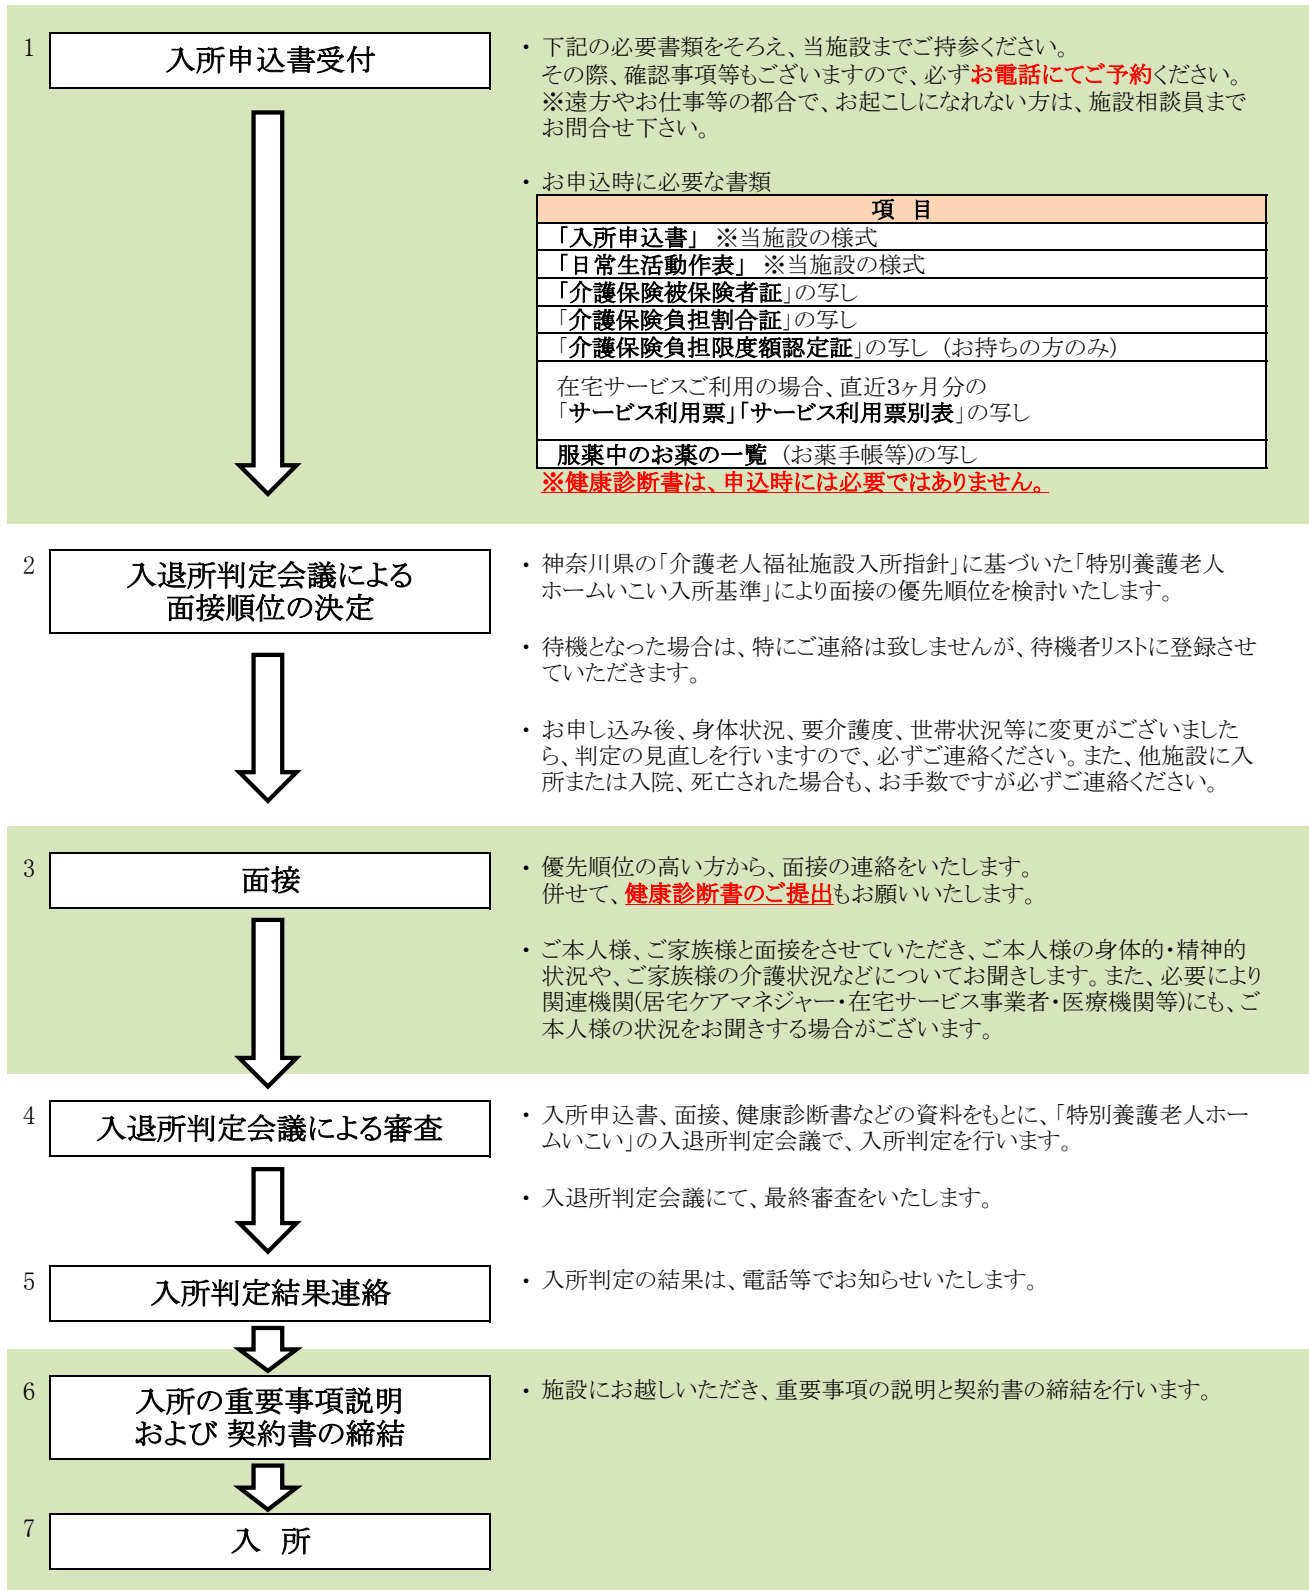 1
入所申込書受付
・ 下記の必要書類をそろえ、当施設までご持参ください。
その際、確認事項等もございますので、必ずお電話にてご予約ください。
※遠方やお仕事等の都合で、お起こしになれない方は、施設相談員まで
お問合せ下さい。
・ お申込時に必要な書類
項 目
「入所申込書」 ※当施設の様式
「日常生活動作表」 ※当施設の様式
「介護保険被保険者証」の写し
「介護保険負担割合証」の写し
「介護保険負担限度額認定証」の写し (お持ちの方のみ)
在宅サービスご利用の場合、直近3ヶ月分の
「サービス利用票」「サービス利用票別表」の写し
服薬中のお薬の一覧 (お薬手帳等)の写し
※健康診断書は、申込時には必要ではありません。
2
入退所判定会議による
面接順位の決定
・ 神奈川県の「介護老人福祉施設入所指針」に基づいた「特別養護老人
ホームいこい入所基準」により面接の優先順位を検討いたします。
・ 待機となった場合は、特にご連絡は致しませんが、待機者リストに登録させ
ていただきます。
・ お申し込み後、身体状況、要介護度、世帯状況等に変更がございました
ら、判定の見直しを行いますので、必ずご連絡ください。また、他施設に入
所または入院、死亡された場合も、お手数ですが必ずご連絡ください。
3
面接
・ 優先順位の高い方から、面接の連絡をいたします。
併せて、健康診断書のご提出もお願いいたします。
・ ご本人様、ご家族様と面接をさせていただき、ご本人様の身体的・精神的
状況や、ご家族様の介護状況などについてお聞きします。また、必要により
関連機関(居宅ケアマネジャー・在宅サービス事業者・医療機関等)にも、ご
本人様の状況をお聞きする場合がございます。
4
入退所判定会議による審査
・ 入所申込書、面接、健康診断書などの資料をもとに、「特別養護老人ホー
ムいこい」の入退所判定会議で、入所判定を行います。
・ 入退所判定会議にて、最終審査をいたします。
5
入所判定結果連絡
・ 入所判定の結果は、電話等でお知らせいたします。
6
入所の重要事項説明
および 契約書の締結
・ 施設にお越しいただき、重要事項の説明と契約書の締結を行います。
7
入 所